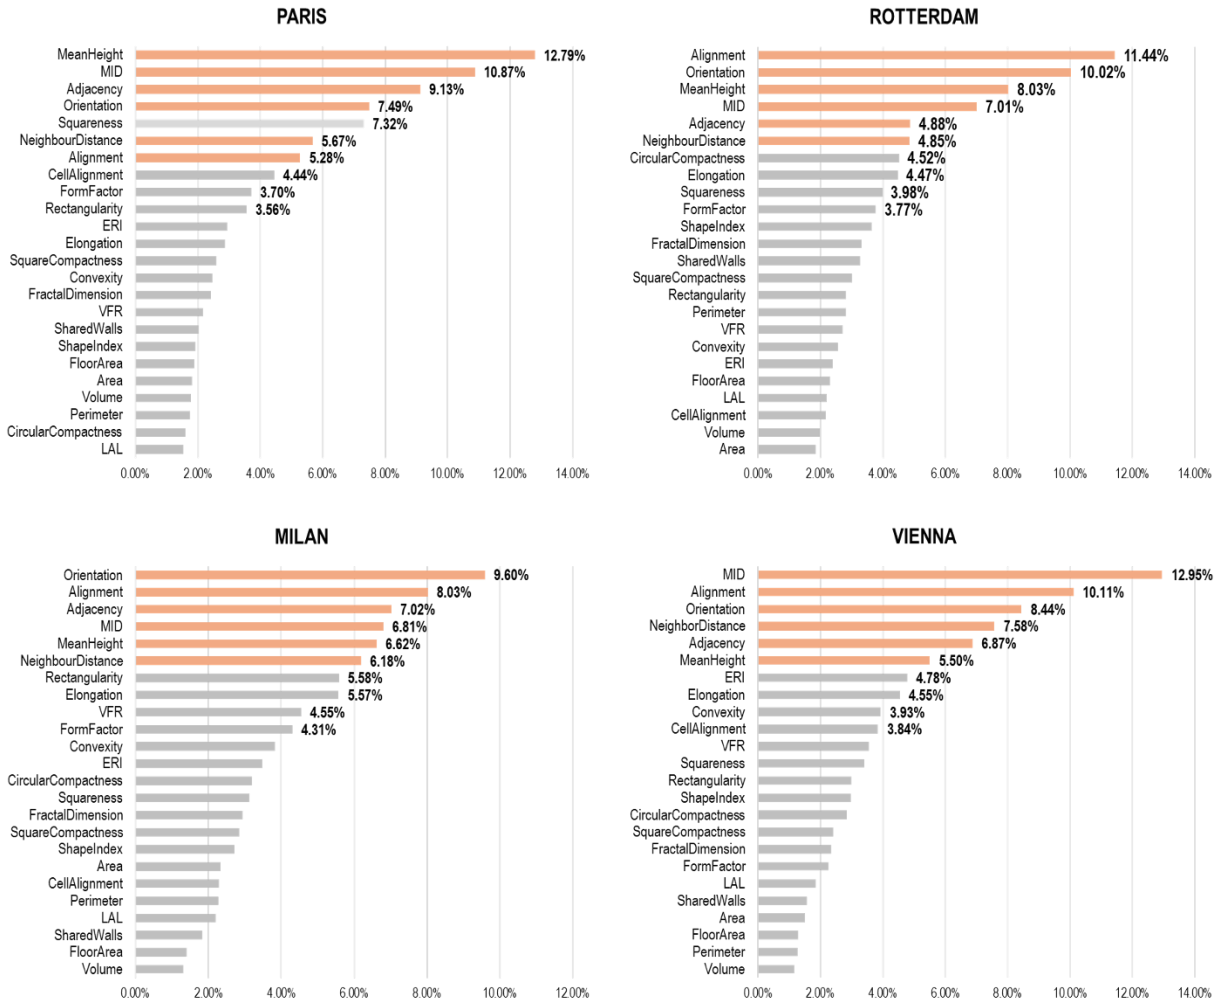 PARIS
MeanHeight 12.79%
MID 10.87%
Adjacency 9.13%
Orientation 7.49%
Squareness 7.32%
NeighbourDistance 5.67%
Alignment 5.28%
CellAlignment 4.44%
FormFactor 3.70%
Rectangularity 3.56%
ERI
Elongation
SquareCompactness
Convexity
FractalDimension
VFR
SharedWalls
ShapeIndex
FloorArea
Area
Volume
Perimeter
CircularCompactness
LAL
0.00% 2.00% 4.00% 6.00% 8.00% 10.00% 12.00% 14.00%
ROTTERDAM
Alignment 11.44%
Orientation 10.02%
MeanHeight 8.03%
MID 7.01%
Adjacency 4.88%
NeighbourDistance 4.85%
CircularCompactness 4.52%
Elongation 4.47%
Squareness 3.98%
FormFactor 3.77%
ShapeIndex
FractalDimension
SharedWalls
SquareCompactness
Rectangularity
Perimeter
VFR
Convexity
ERI
FloorArea
LAL
CellAlignment
Volume
Area
0.00% 2.00% 4.00% 6.00% 8.00% 10.00% 12.00% 14.00%
MILAN
Orientation 9.60%
Alignment 8.03%
Adjacency 7.02%
MID 6.81%
MeanHeight 6.62%
NeighbourDistance 6.18%
Rectangularity 5.58%
Elongation 5.57%
VFR 4.55%
FormFactor 4.31%
Convexity
ERI
CircularCompactness
Squareness
FractalDimension
SquareCompactness
ShapeIndex
Area
CellAlignment
Perimeter
LAL
SharedWalls
FloorArea
Volume
0.00% 2.00% 4.00% 6.00% 8.00% 10.00% 12.00%
VIENNA
MID 12.95%
Alignment 10.11%
Orientation 8.44%
NeighborDistance 7.58%
Adjacency 6.87%
MeanHeight 5.50%
ERI 4.78%
Elongation 4.55%
Convexity 3.93%
CellAlignment 3.84%
VFR
Squareness
Rectangularity
ShapeIndex
CircularCompactness
SquareCompactness
FractalDimension
FormFactor
LAL
SharedWalls
Area
FloorArea
Perimeter
Volume
0.00% 2.00% 4.00% 6.00% 8.00% 10.00% 12.00% 14.00%